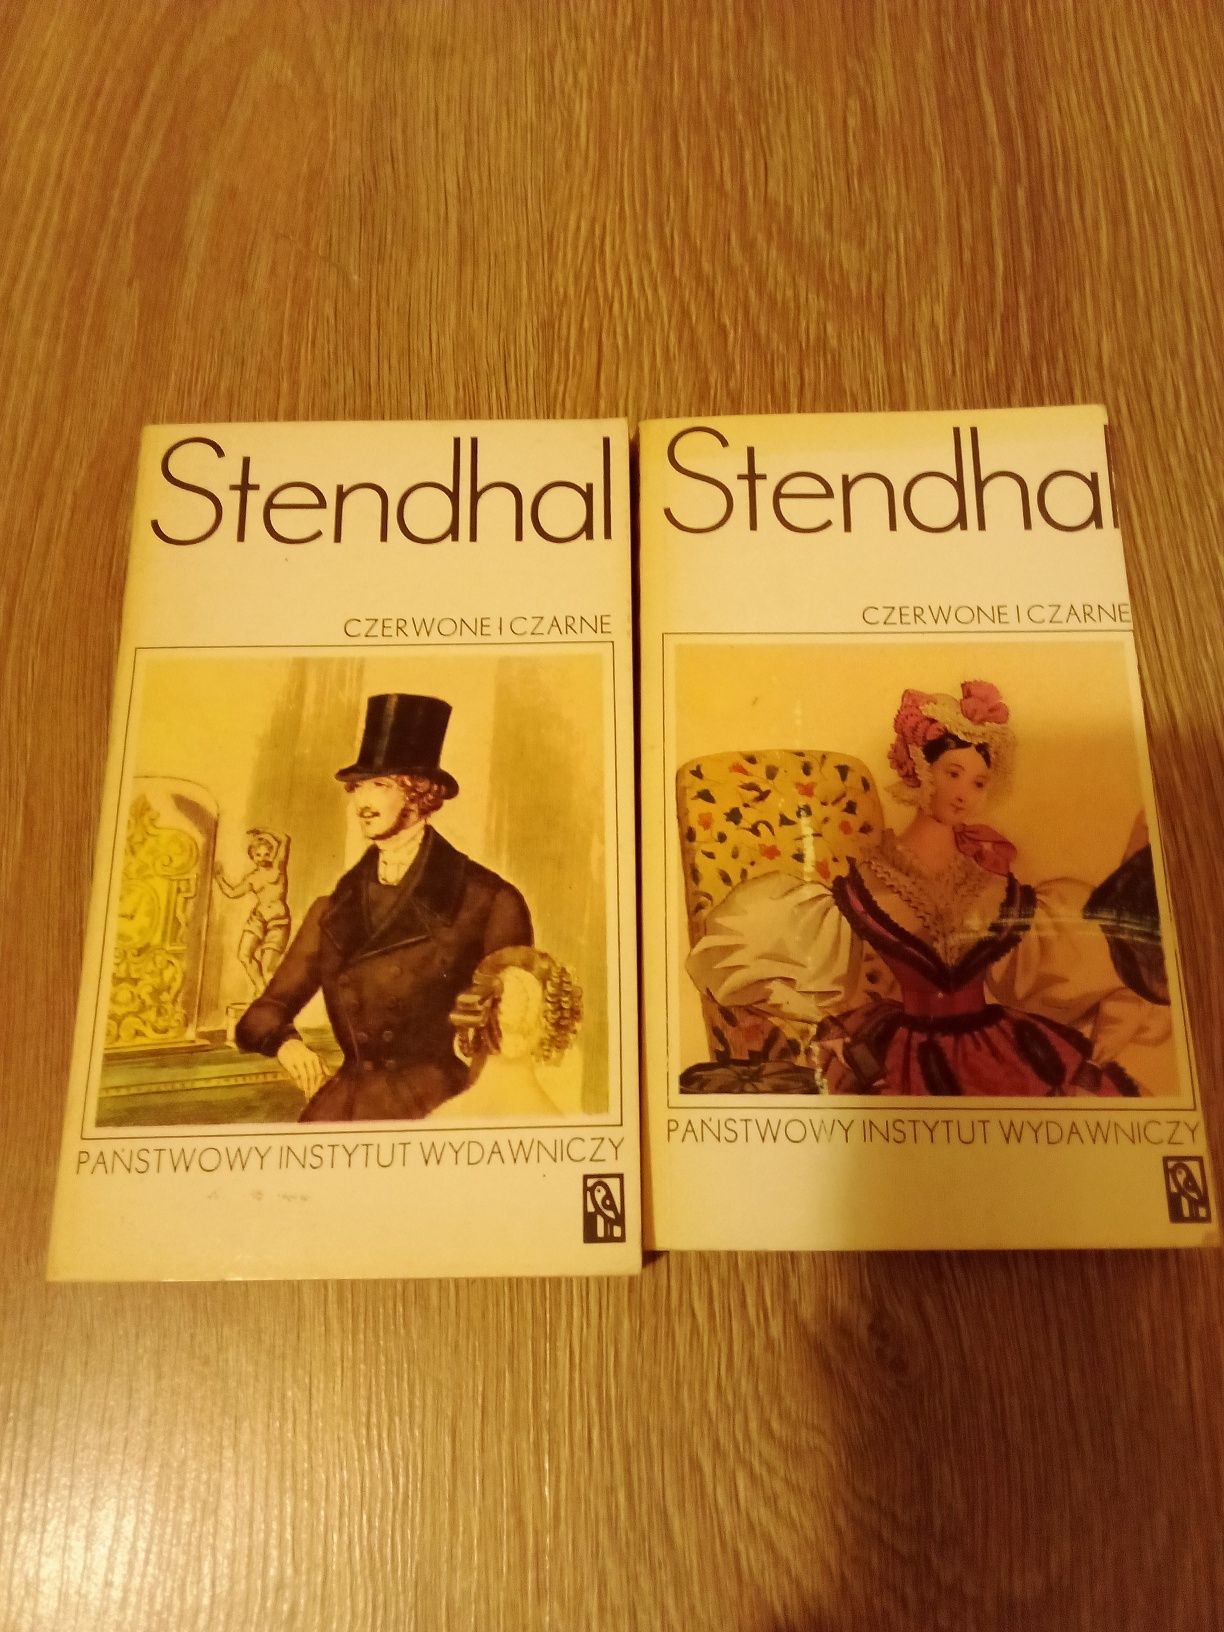 Stendhal
CZERWONE I CZARNE
PAŃSTWOWY INSTYTUT WYDAWNICZY
Stendhal
CZERWONE I CZARNE
PAŃSTWOWY INSTYTUT WYDAWNICZY